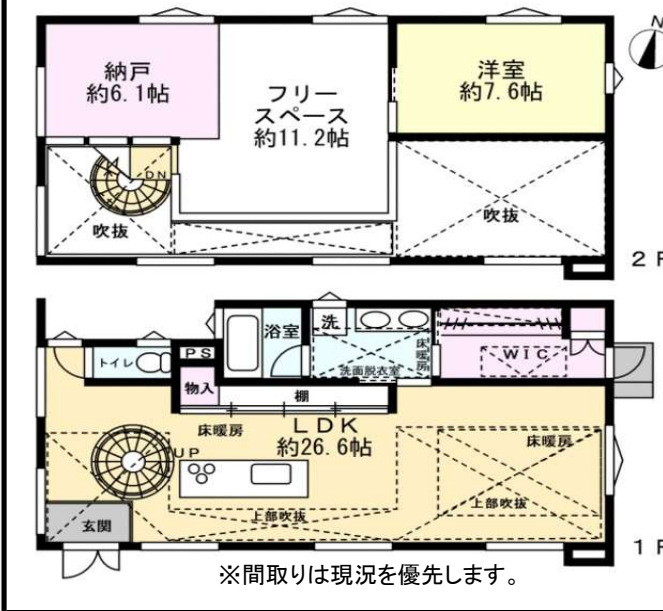 N
納戸
約6.1帖
フリー
スペース
約11.2帖
洋室
約7.6帖
DN
吹抜
吹抜
2F
トイレ
PS
浴室
洗
洗面脱衣室
床暖房
WIC
物入
棚
LDK
約26.6帖
床暖房
床暖房
UP
上部吹抜
上部吹抜
玄関
1F
※間取りは現況を優先します。